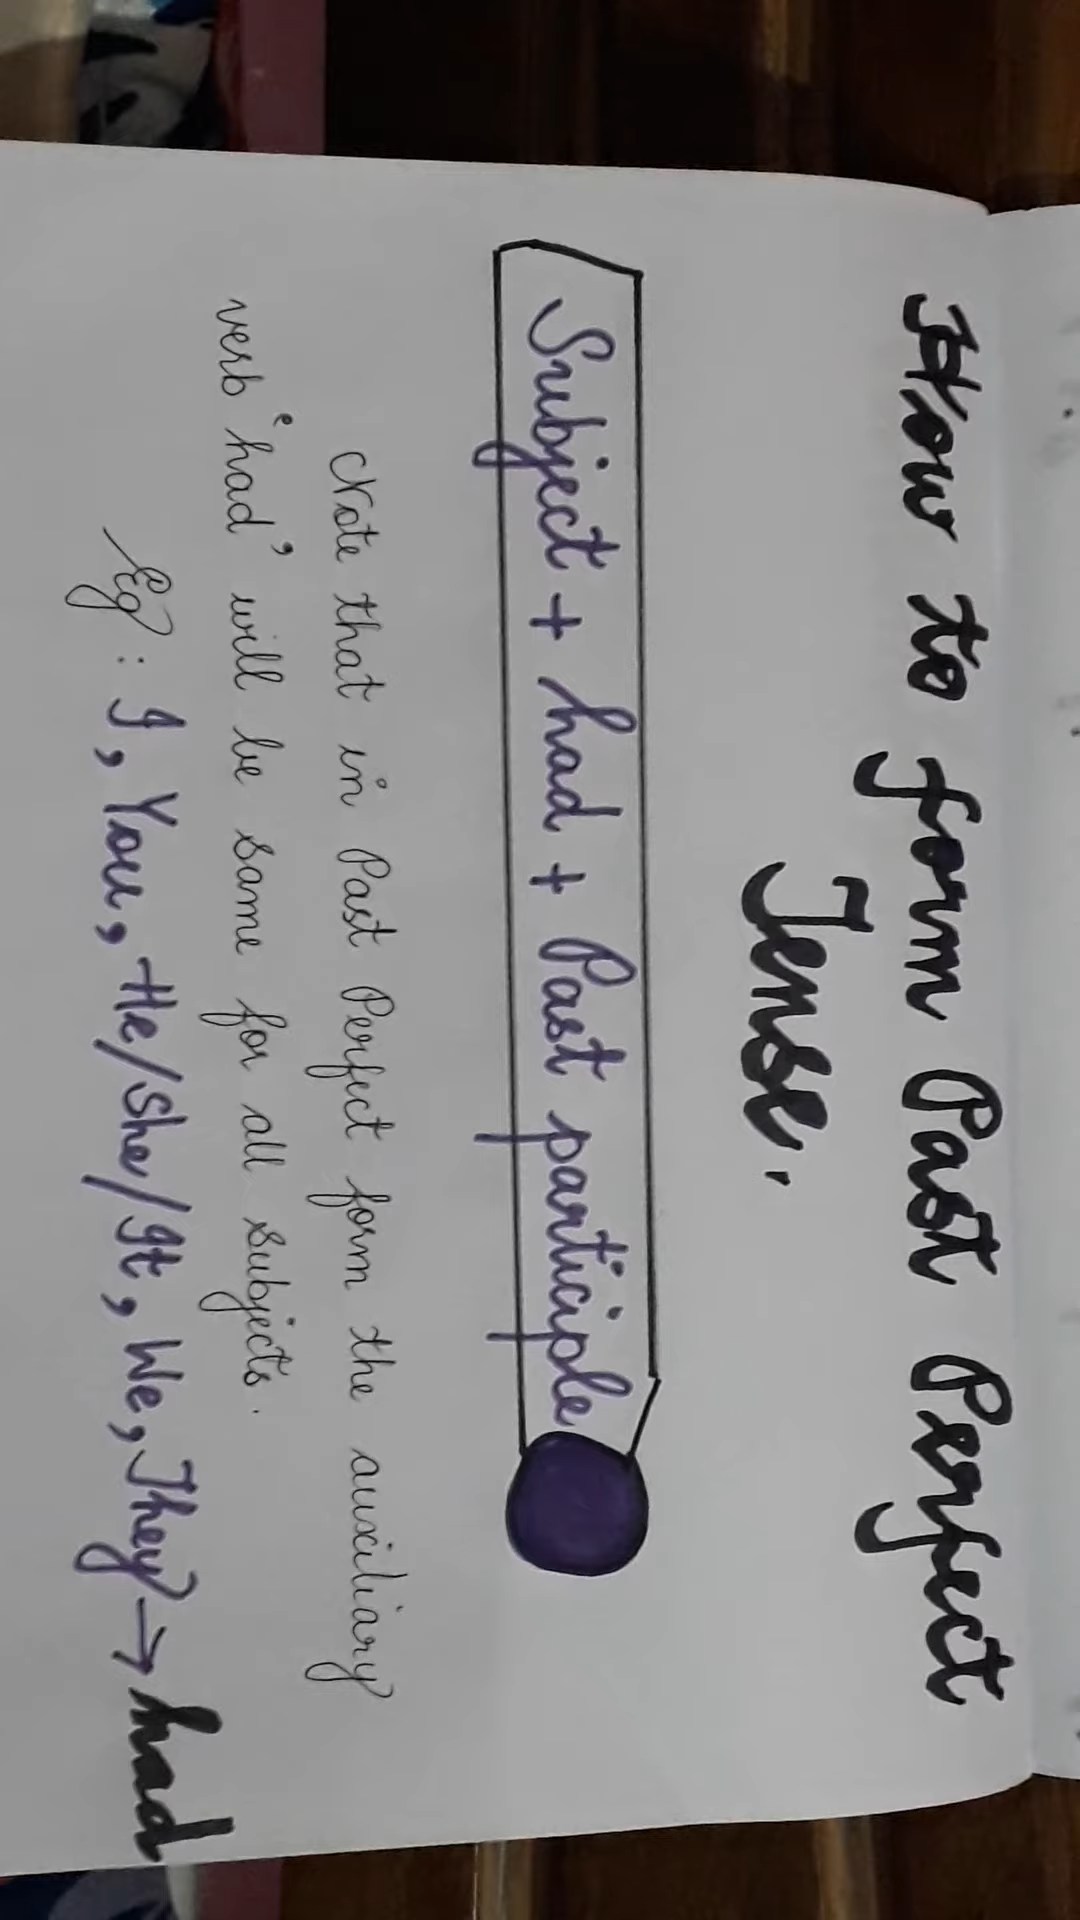 How to form Past Perfect
Tense.
Subject + had + Past participle
Note that in Past Perfect form the auxiliary
verb 'had' will be same for all subjects.
Eg: I, You, He/She/It, We, They → had